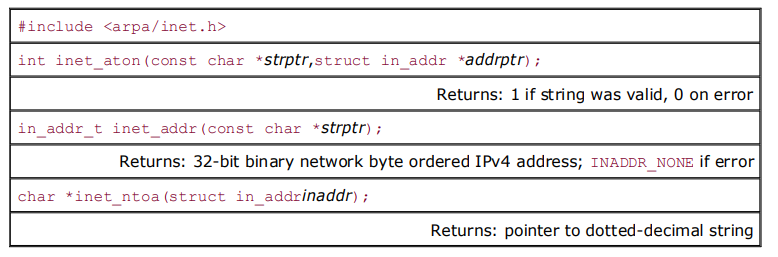 #include <arpa/inet.h>
int inet_aton(const char *strptr,struct in_addr *addrptr);
Returns: 1 if string was valid, 0 on error
in_addr_t inet_addr(const char *strptr);
Returns: 32-bit binary network byte ordered IPv4 address; INADDR_NONE if error
char *inet_ntoa(struct in_addrinaddr);
Returns: pointer to dotted-decimal string